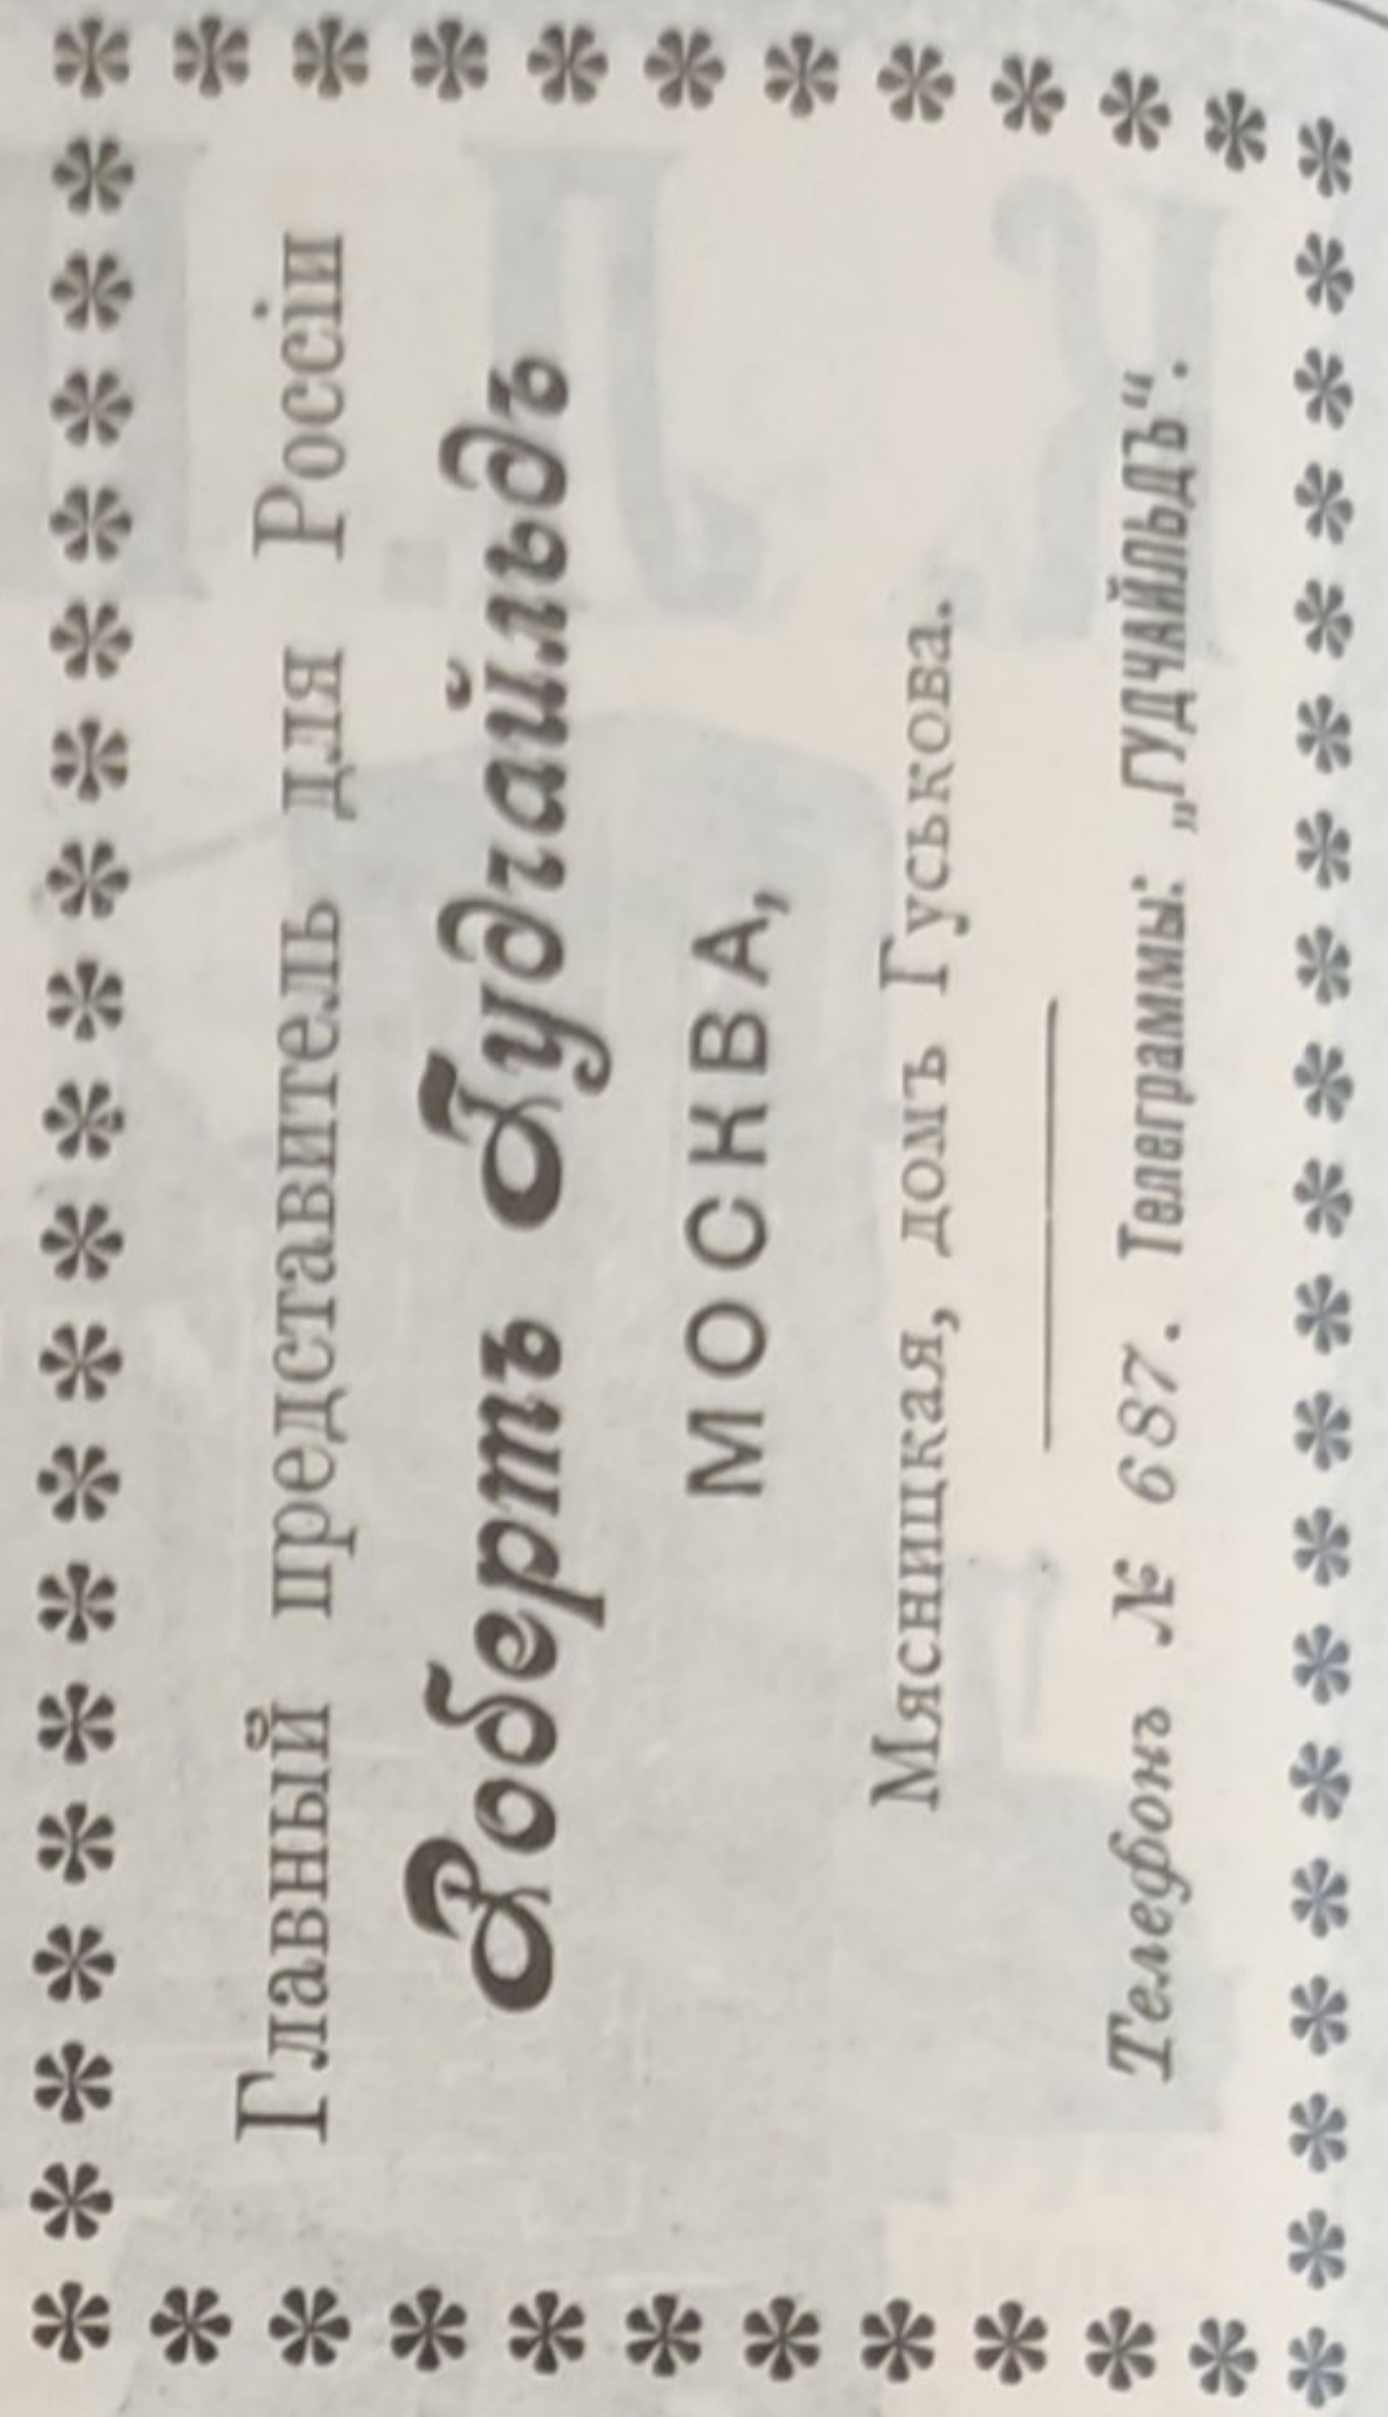 Главный представитель для Россіи
Робертъ Гудчайльдъ
МОСКВА,
Мясницкая, домъ Гуськова.
Телефонъ № 687. Телеграммы: „ГУДЧАЙЛЬДЪ“.